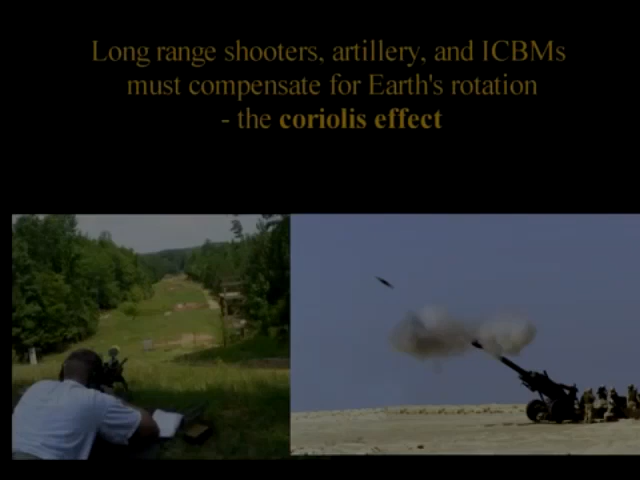 Long range shooters, artillery, and ICBMs
must compensate for Earth's rotation
- the coriolis effect